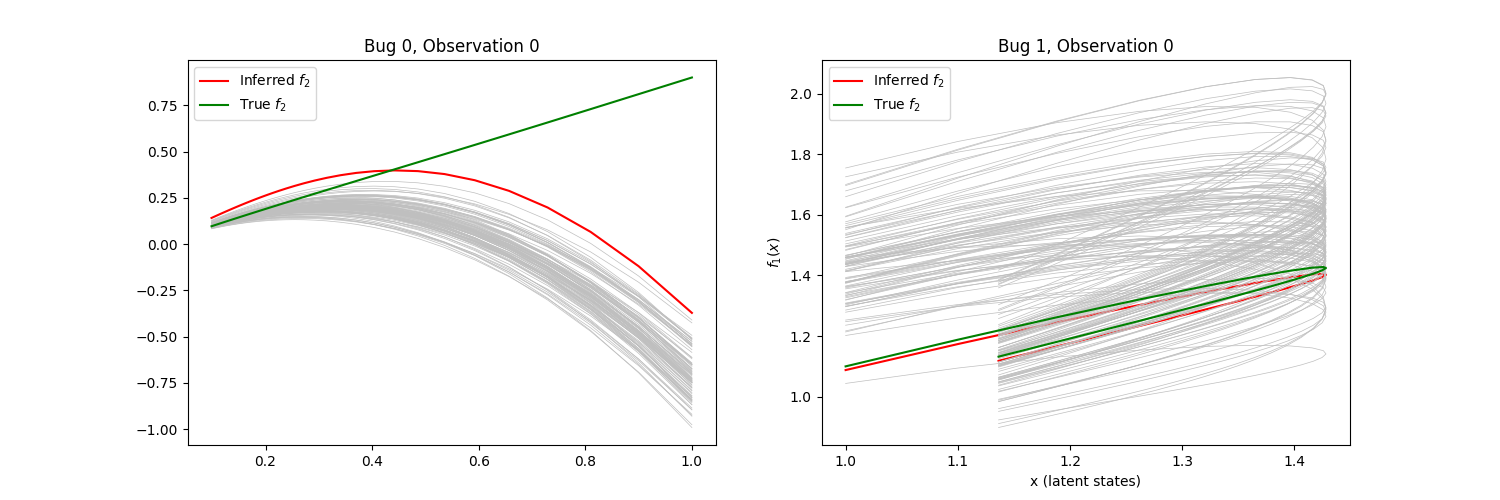 Bug 0, Observation 0
Inferred f₂
True f₂
0.75
0.50
0.25
0.00
−0.25
−0.50
−0.75
−1.00
0.2 0.4 0.6 0.8 1.0
Bug 1, Observation 0
Inferred f₂
True f₂
f₁(x)
2.0
1.8
1.6
1.4
1.2
1.0
1.0 1.1 1.2 1.3 1.4
x (latent states)